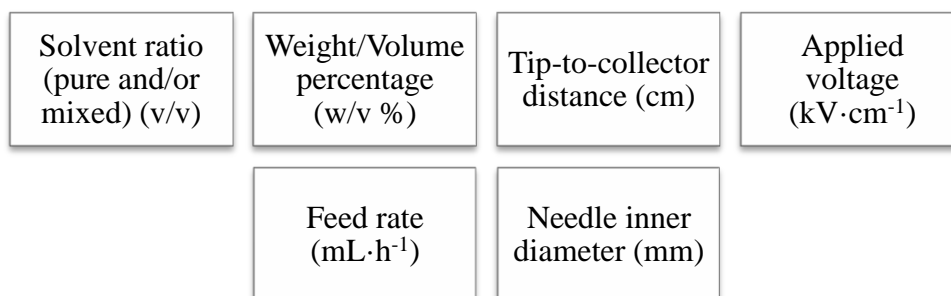 Solvent ratio
(pure and/or
mixed) (v/v)
Weight/Volume
percentage
(w/v %)
Tip-to-collector
distance (cm)
Applied
voltage
(kV·cm⁻¹)
Feed rate
(mL·h⁻¹)
Needle inner
diameter (mm)